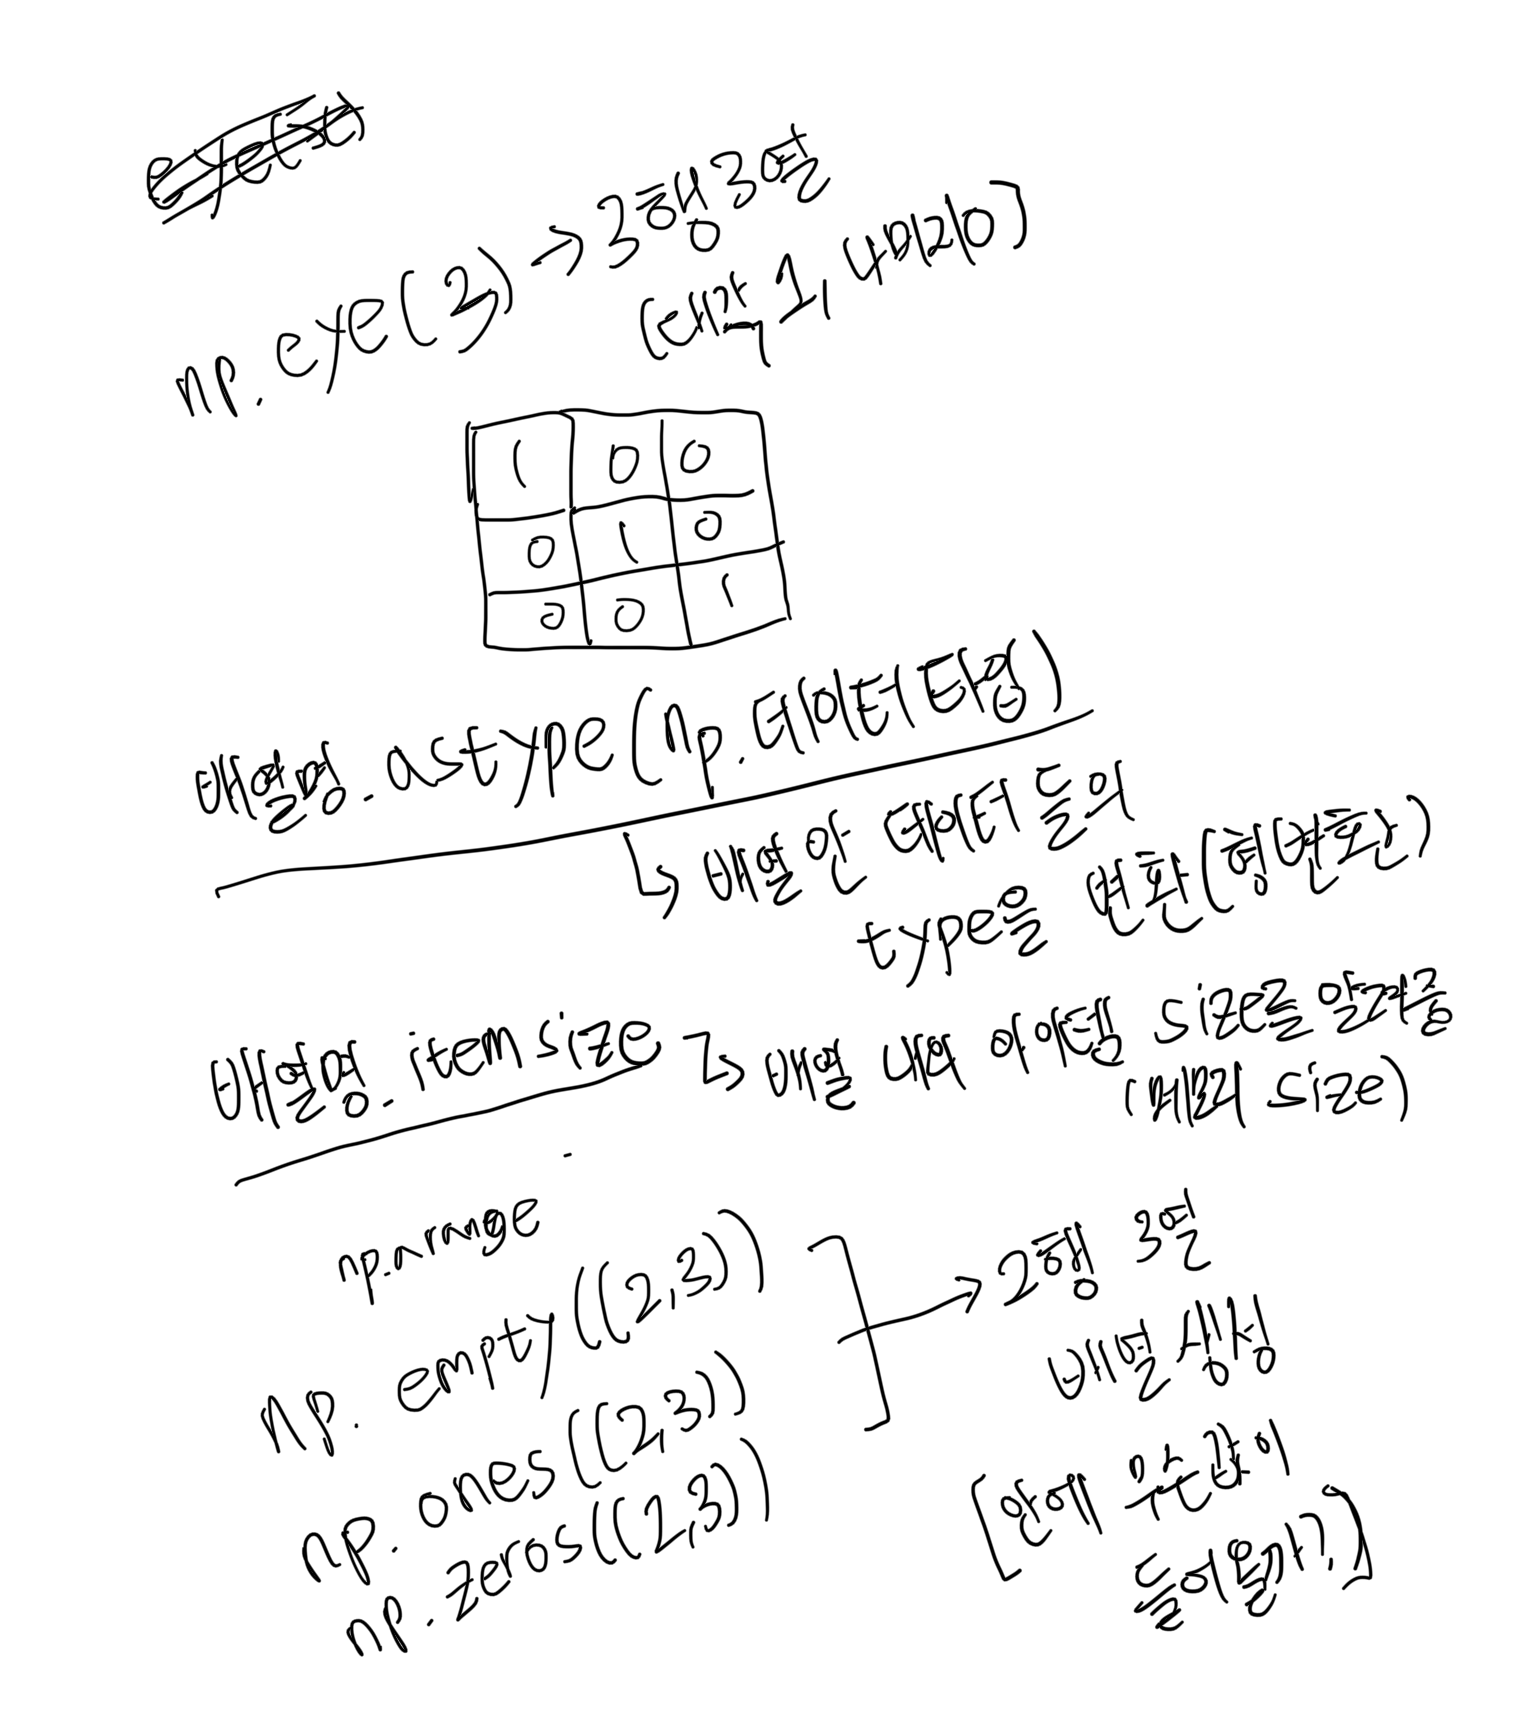 np.eye(3) → 3행3열
(대각 1, 나머지0)
1 0 0
0 1 0
0 0 1
배열명.astype(np.데이터타입)
↳ 배열 안 데이터 들의
type을 변환(형변환)
배열명.itemsize ↳ 배열 내의 아이템 size를 알려줌
(메모리 size)
np.arange
np.empty((2,3))
np.ones((2,3))
np.zeros((2,3))
→ 2행 3열
배열 생성
[안에 무슨값이
들어올까?]